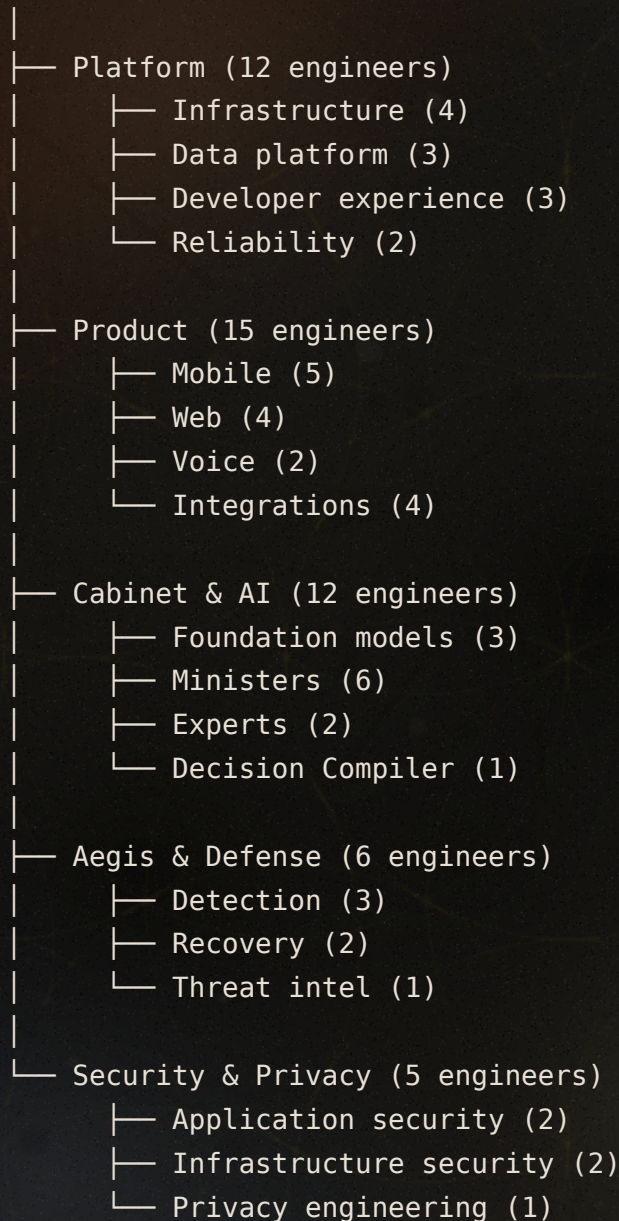 │
├── Platform (12 engineers)
│     ├── Infrastructure (4)
│     ├── Data platform (3)
│     ├── Developer experience (3)
│     └── Reliability (2)
│
├── Product (15 engineers)
│     ├── Mobile (5)
│     ├── Web (4)
│     ├── Voice (2)
│     └── Integrations (4)
│
├── Cabinet & AI (12 engineers)
│     ├── Foundation models (3)
│     ├── Ministers (6)
│     ├── Experts (2)
│     └── Decision Compiler (1)
│
├── Aegis & Defense (6 engineers)
│     ├── Detection (3)
│     ├── Recovery (2)
│     └── Threat intel (1)
│
└── Security & Privacy (5 engineers)
      ├── Application security (2)
      ├── Infrastructure security (2)
      └── Privacy engineering (1)